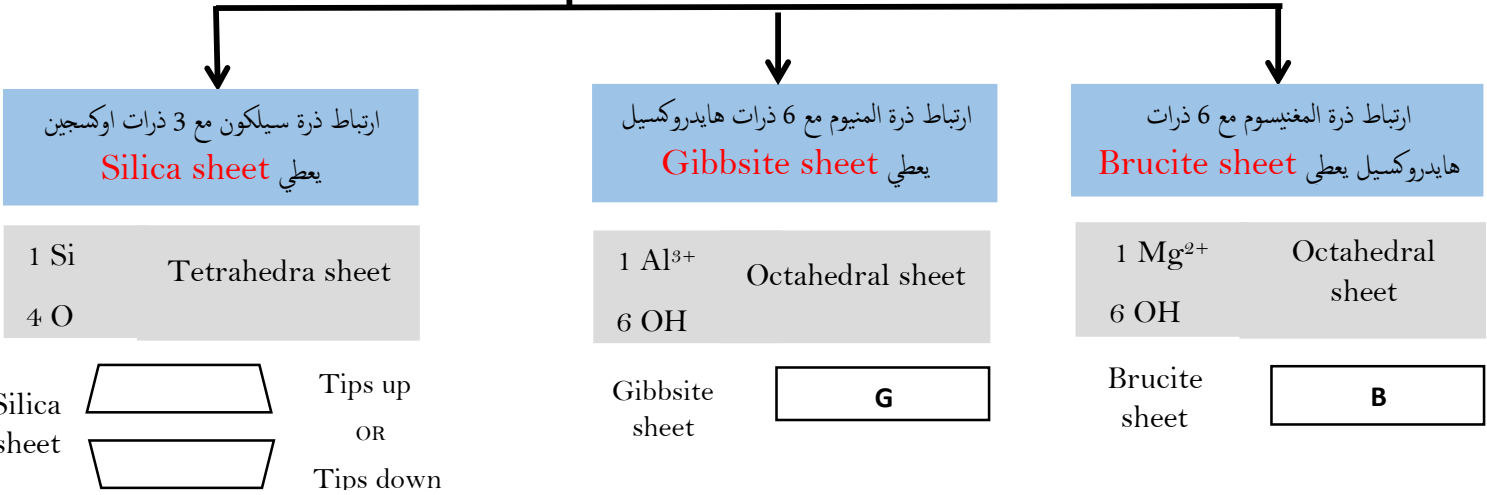 ارتباط ذرة سيلكون مع 3 ذرات اوكسجين
يعطي Silica sheet
1 Si
4 O
Tetrahedra sheet
Silica
sheet
Tips up
OR
Tips down
ارتباط ذرة المنيوم مع 6 ذرات هايدروكسيل
يعطي Gibbsite sheet
1 Al³⁺
6 OH
Octahedral sheet
Gibbsite
sheet
G
ارتباط ذرة المغنيسوم مع 6 ذرات
هايدروكسيل يعطى Brucite sheet
1 Mg²⁺
6 OH
Octahedral
sheet
Brucite
sheet
B